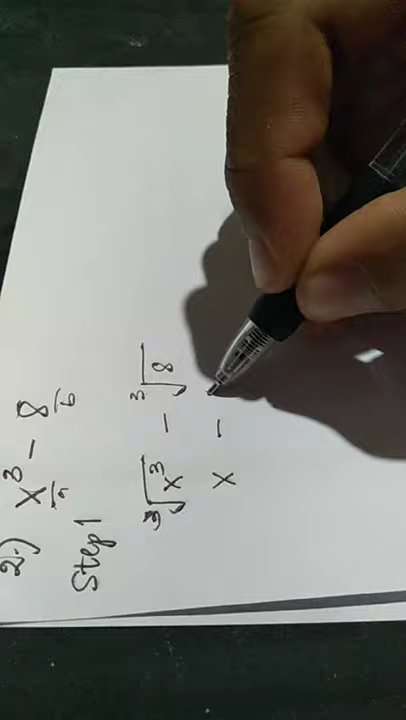 2.) x³ - 8
a b
Step 1
∛x³ - ∛8
x -